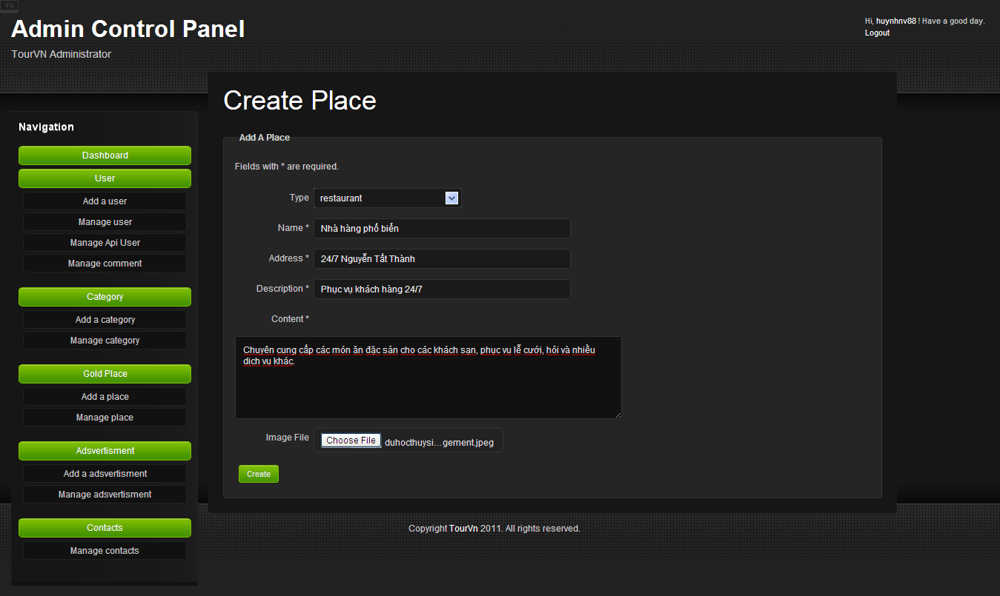 Yii
Admin Control Panel
TourVN Administrator
Hi, huynhnv88 ! Have a good day.
Logout
Navigation
Dashboard
User
Add a user
Manage user
Manage Api User
Manage comment
Category
Add a category
Manage category
Gold Place
Add a place
Manage place
Adsvertisment
Add a adsvertisment
Manage adsvertisment
Contacts
Manage contacts
Create Place
Add A Place
Fields with * are required.
Type restaurant
Name * Nhà hàng phố biển
Address * 24/7 Nguyễn Tất Thành
Description * Phục vụ khách hàng 24/7
Content *
Chuyên cung cấp các món ăn đặc sản cho các khách sạn, phục vu lễ cưới, hỏi và nhiều
dich vu khác.
Image File Choose File duhocthuysi...gement.jpeg
Create
Copyright TourVn 2011. All rights reserved.